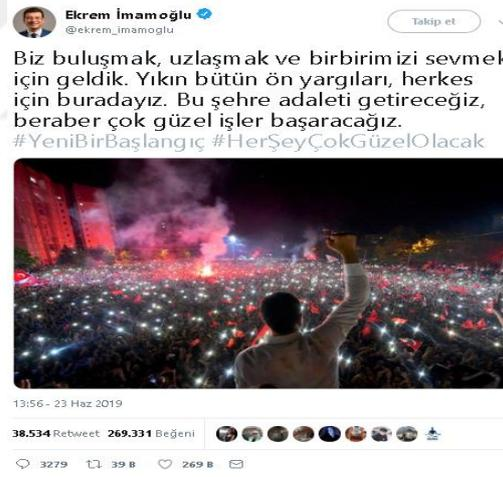 Ekrem İmamoğlu
@ekrem_imamoglu
Takip et
Biz buluşmak, uzlaşmak ve birbirimizi sevmek
için geldik. Yıkın bütün ön yargıları, herkes
için buradayız. Bu şehre adaleti getireceğiz,
beraber çok güzel işler başaracağız.
#YeniBirBaşlangıç #HerŞeyÇokGüzelOlacak
13:56 - 23 Haz 2019
38.534 Retweet 269.331 Beğeni
3279 39 B 269 B